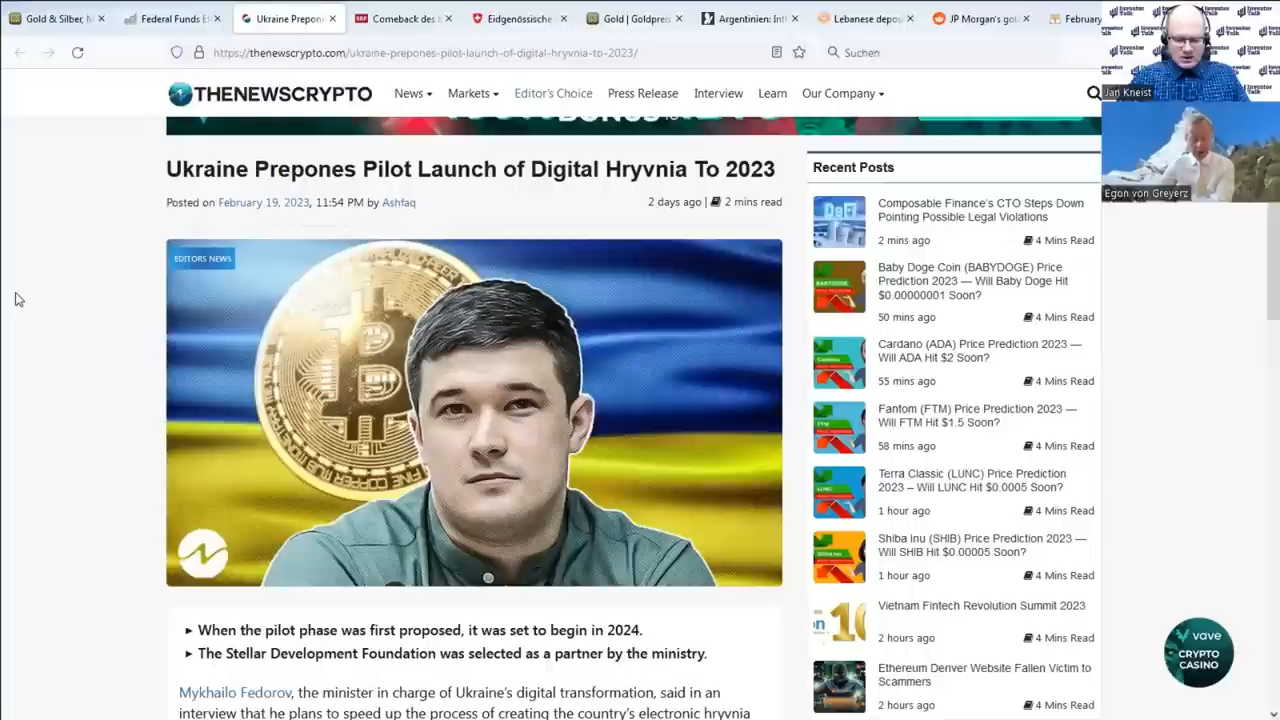 Gold & Silber, M
Federal Funds Ef
Ukraine Prepon
Comeback des
Eidgenössische
Gold | Goldpreis
Argentinien: Inf
Lebanese depos
JP Morgan's gol
February
https://thenewscrypto.com/ukraine-prepones-pilot-launch-of-digital-hryvnia-to-2023/
Suchen
THENEWSCRYPTO
News
Markets
Editor's Choice
Press Release
Interview
Learn
Our Company
Jan Kneist
Egon von Greyerz
Ukraine Prepones Pilot Launch of Digital Hryvnia To 2023
Posted on February 19, 2023, 11:54 PM by Ashfaq
2 days ago | 2 mins read
EDITORS NEWS
► When the pilot phase was first proposed, it was set to begin in 2024.
► The Stellar Development Foundation was selected as a partner by the ministry.
Mykhailo Fedorov, the minister in charge of Ukraine's digital transformation, said in an
interview that he plans to speed up the process of creating the country's electronic hryvnia
Recent Posts
Composable Finance's CTO Steps Down
Pointing Possible Legal Violations
2 mins ago
4 Mins Read
Baby Doge Coin (BABYDOGE) Price
Prediction 2023 — Will Baby Doge Hit
$0.00000001 Soon?
50 mins ago
4 Mins Read
Cardano (ADA) Price Prediction 2023 —
Will ADA Hit $2 Soon?
55 mins ago
4 Mins Read
Fantom (FTM) Price Prediction 2023 —
Will FTM Hit $1.5 Soon?
58 mins ago
4 Mins Read
Terra Classic (LUNC) Price Prediction
2023 – Will LUNC Hit $0.0005 Soon?
1 hour ago
4 Mins Read
Shiba Inu (SHIB) Price Prediction 2023 —
Will SHIB Hit $0.00005 Soon?
1 hour ago
4 Mins Read
Vietnam Fintech Revolution Summit 2023
2 hours ago
4 Mins Read
Ethereum Denver Website Fallen Victim to
Scammers
2 hours ago
4 Mins Read
vave
CRYPTO
CASINO